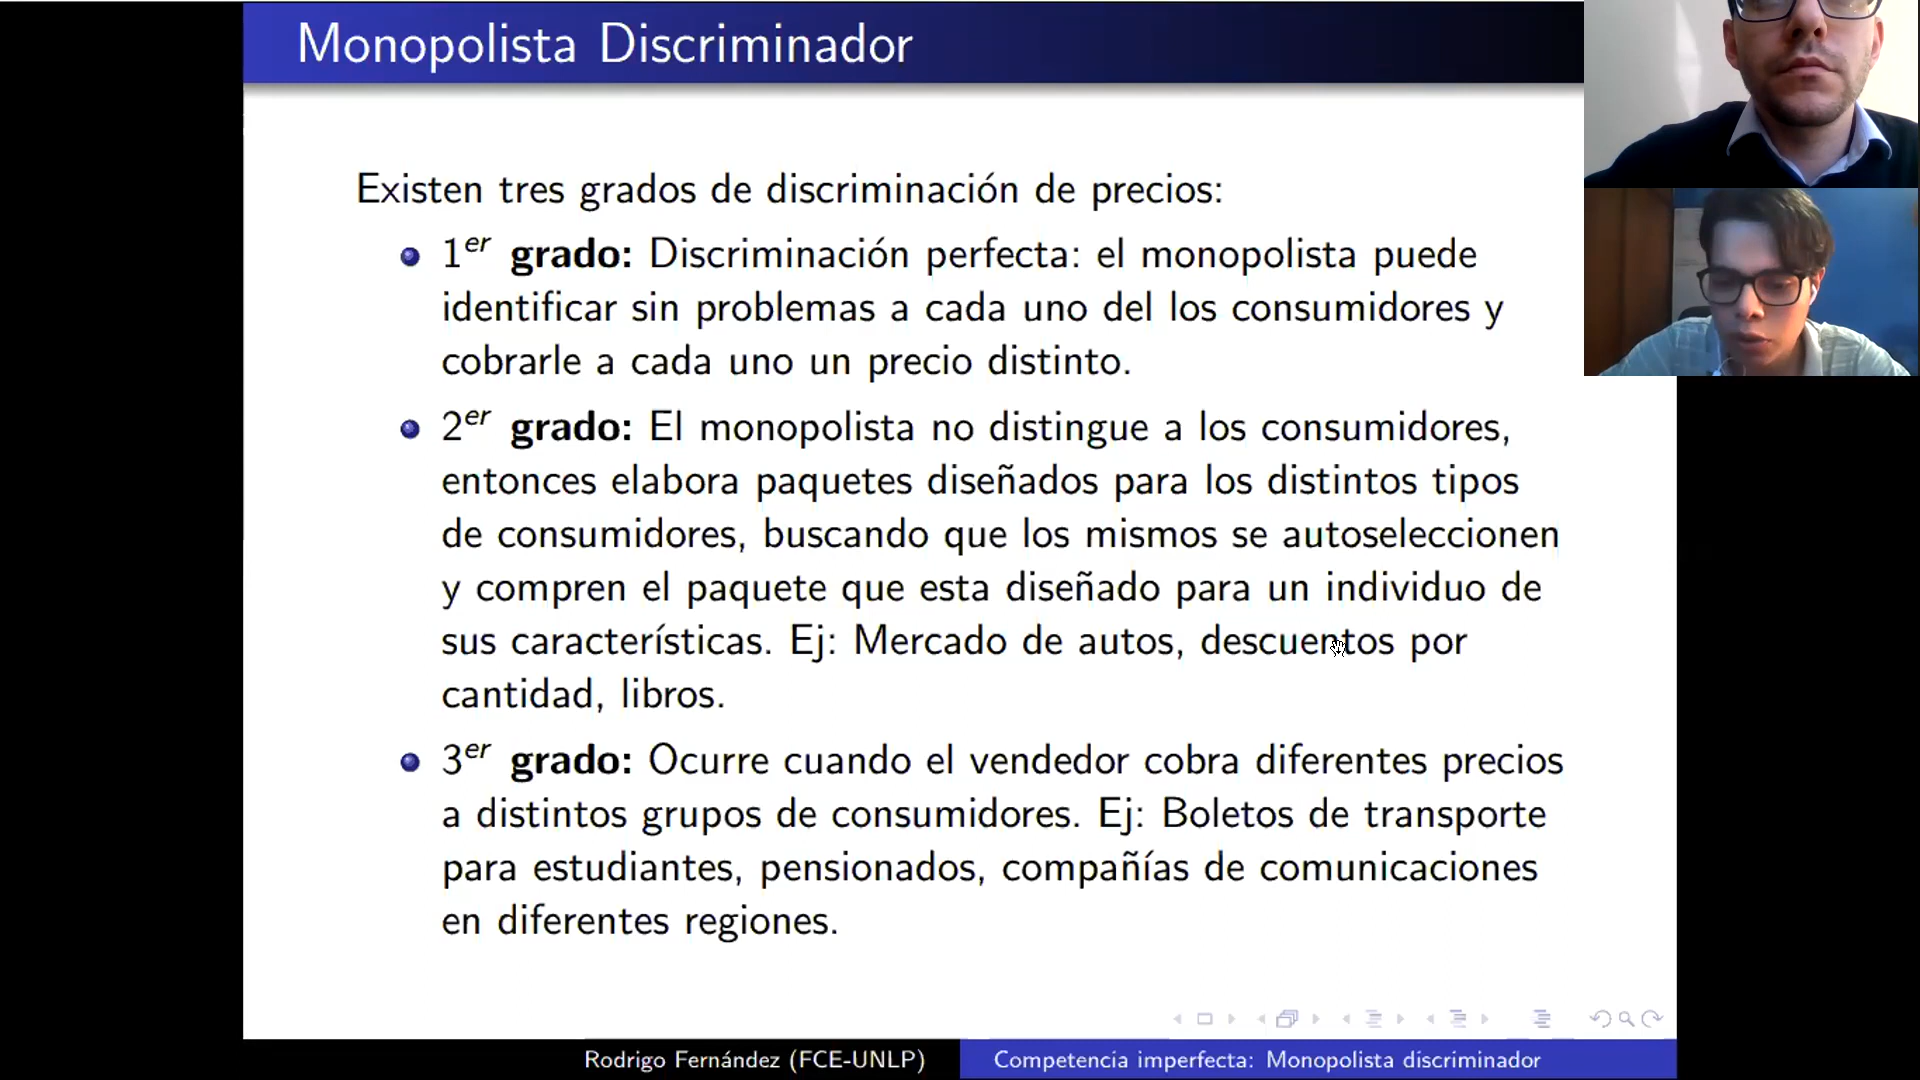 Monopolista Discriminador
Existen tres grados de discriminación de precios:
1er grado: Discriminación perfecta: el monopolista puede
identificar sin problemas a cada uno del los consumidores y
cobrarle a cada uno un precio distinto.
2er grado: El monopolista no distingue a los consumidores,
entonces elabora paquetes diseñados para los distintos tipos
de consumidores, buscando que los mismos se autoseleccionen
y compren el paquete que esta diseñado para un individuo de
sus características. Ej: Mercado de autos, descuentos por
cantidad, libros.
3er grado: Ocurre cuando el vendedor cobra diferentes precios
a distintos grupos de consumidores. Ej: Boletos de transporte
para estudiantes, pensionados, compañías de comunicaciones
en diferentes regiones.
Rodrigo Fernández (FCE-UNLP)
Competencia imperfecta: Monopolista discriminador